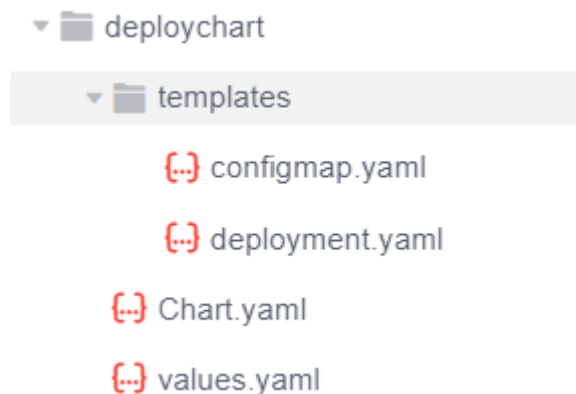 deploychart
templates
configmap.yaml
deployment.yaml
Chart.yaml
values.yaml